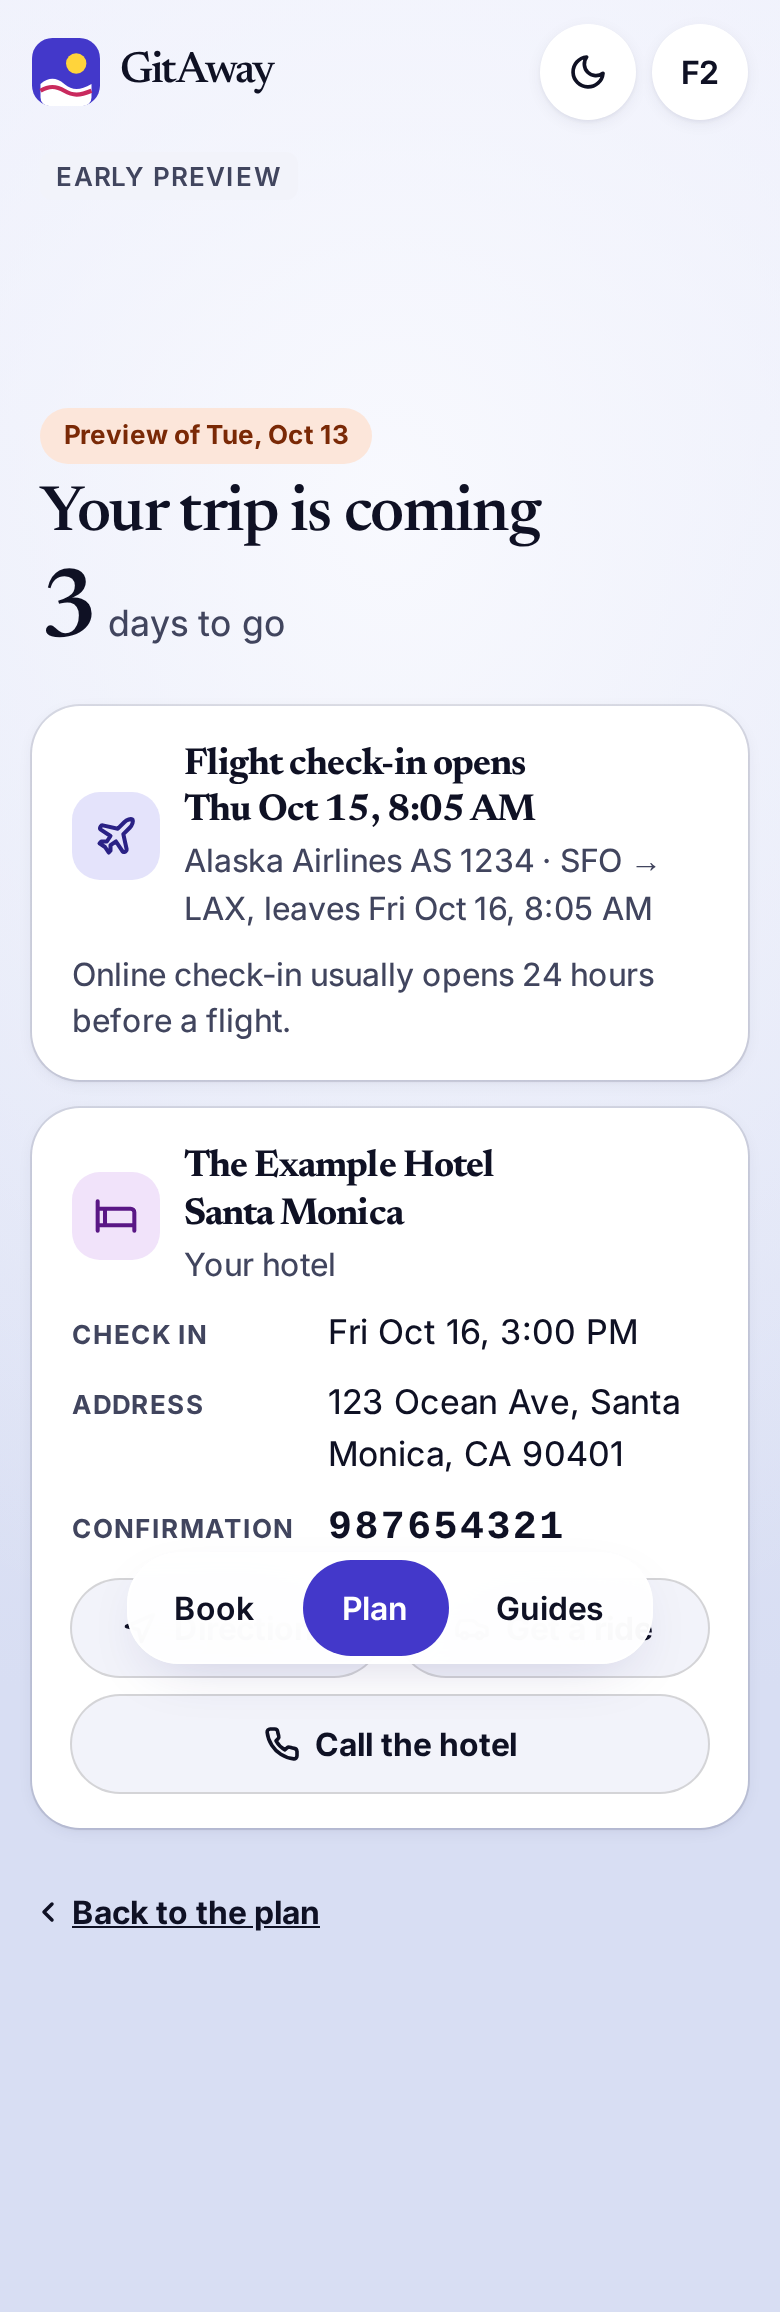 GitAway
F2
EARLY PREVIEW
Preview of Tue, Oct 13
Your trip is coming
3 days to go
Flight check-in opens
Thu Oct 15, 8:05 AM
Alaska Airlines AS 1234 · SFO →
LAX, leaves Fri Oct 16, 8:05 AM
Online check-in usually opens 24 hours
before a flight.
The Example Hotel
Santa Monica
Your hotel
CHECK IN Fri Oct 16, 3:00 PM
ADDRESS 123 Ocean Ave, Santa
Monica, CA 90401
CONFIRMATION 987654321
Book Plan Guides
Get a ride
Call the hotel
Back to the plan